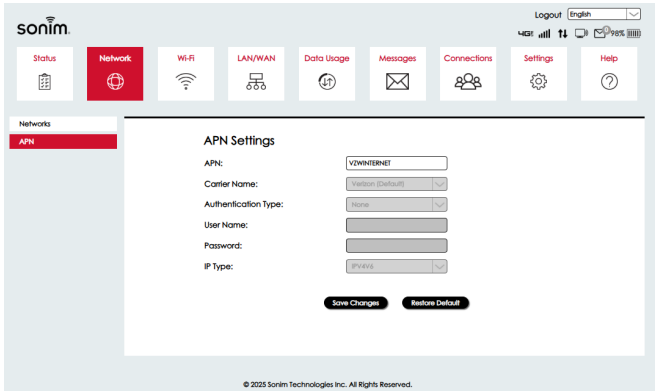 Logout English
sonim
4G 98%
Status Network Wi-Fi LAN/WAN Data Usage Messages Connections Settings Help
Networks
APN
APN Settings
APN: VZWINTERNET
Carrier Name: Verizon (Default)
Authentication Type: None
User Name:
Password:
IP Type: IPV4V6
Save Changes Restore Default
© 2025 Sonim Technologies Inc. All Rights Reserved.